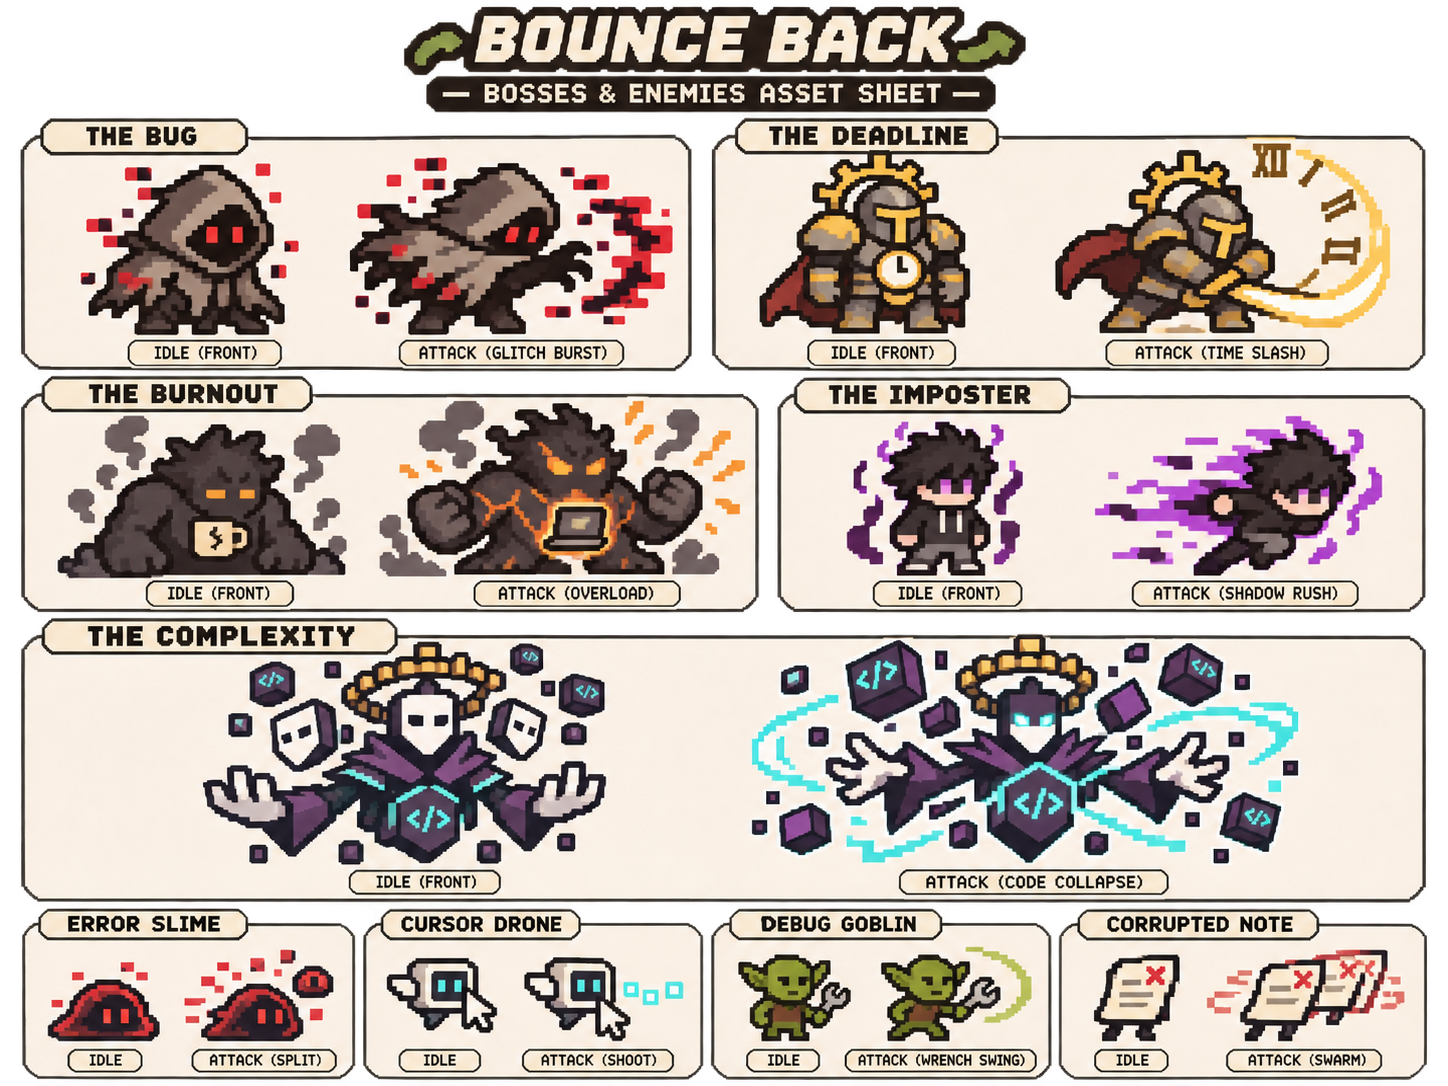 BOUNCE BACK
— BOSSES & ENEMIES ASSET SHEET —
THE BUG
IDLE (FRONT)
ATTACK (GLITCH BURST)
THE DEADLINE
XII
I
II
III
IDLE (FRONT)
ATTACK (TIME SLASH)
THE BURNOUT
IDLE (FRONT)
ATTACK (OVERLOAD)
THE IMPOSTER
IDLE (FRONT)
ATTACK (SHADOW RUSH)
THE COMPLEXITY
</>
</>
</>
</>
IDLE (FRONT)
</>
</>
</>
</>
ATTACK (CODE COLLAPSE)
ERROR SLIME
IDLE
ATTACK (SPLIT)
CURSOR DRONE
IDLE
ATTACK (SHOOT)
DEBUG GOBLIN
IDLE
ATTACK (WRENCH SWING)
CORRUPTED NOTE
IDLE
ATTACK (SWARM)